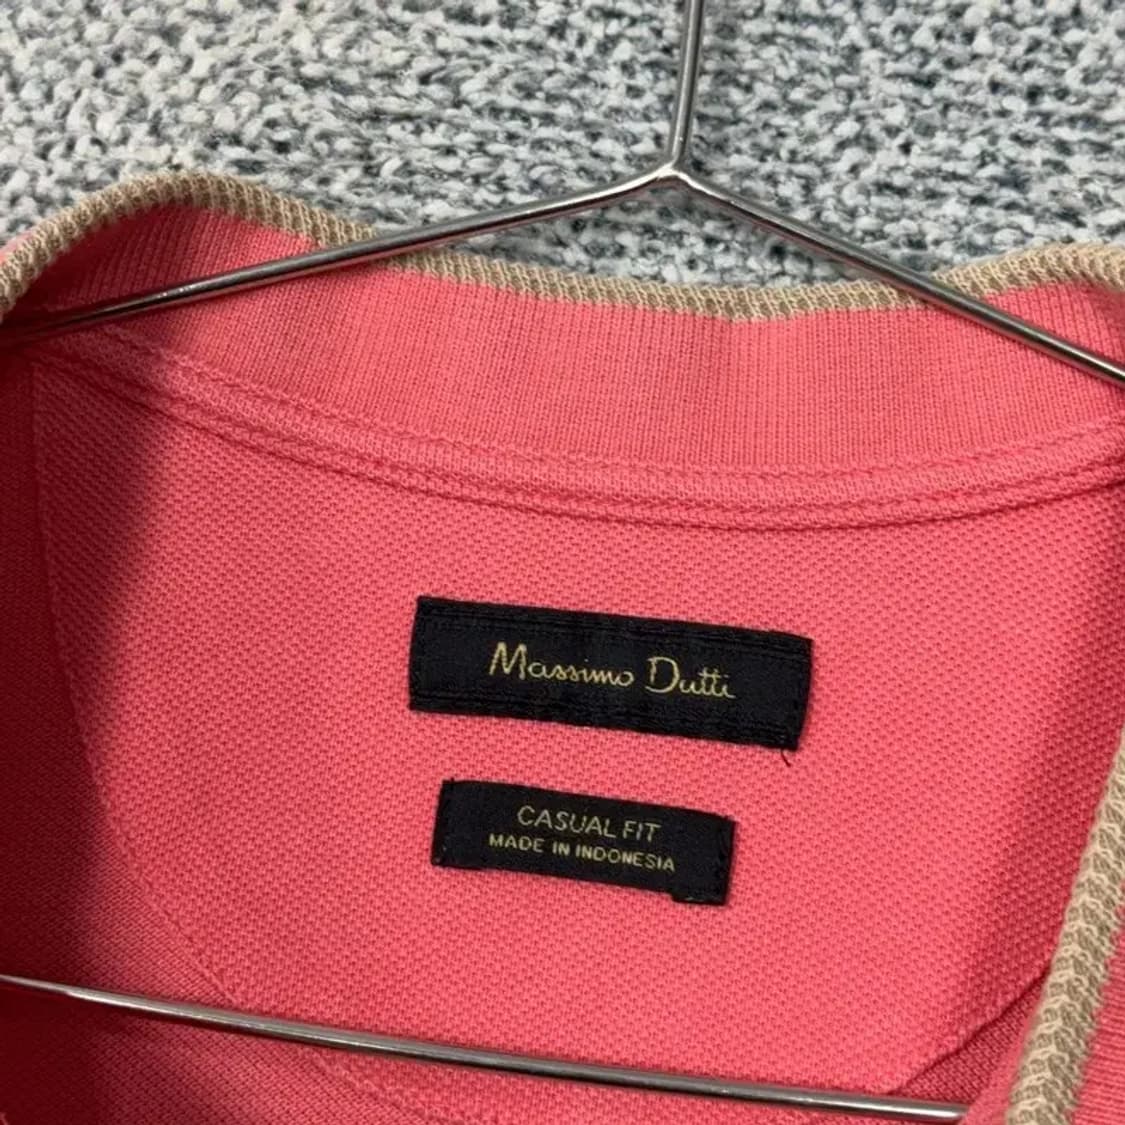 Massimo Dutti
CASUAL FIT
MADE IN INDONESIA